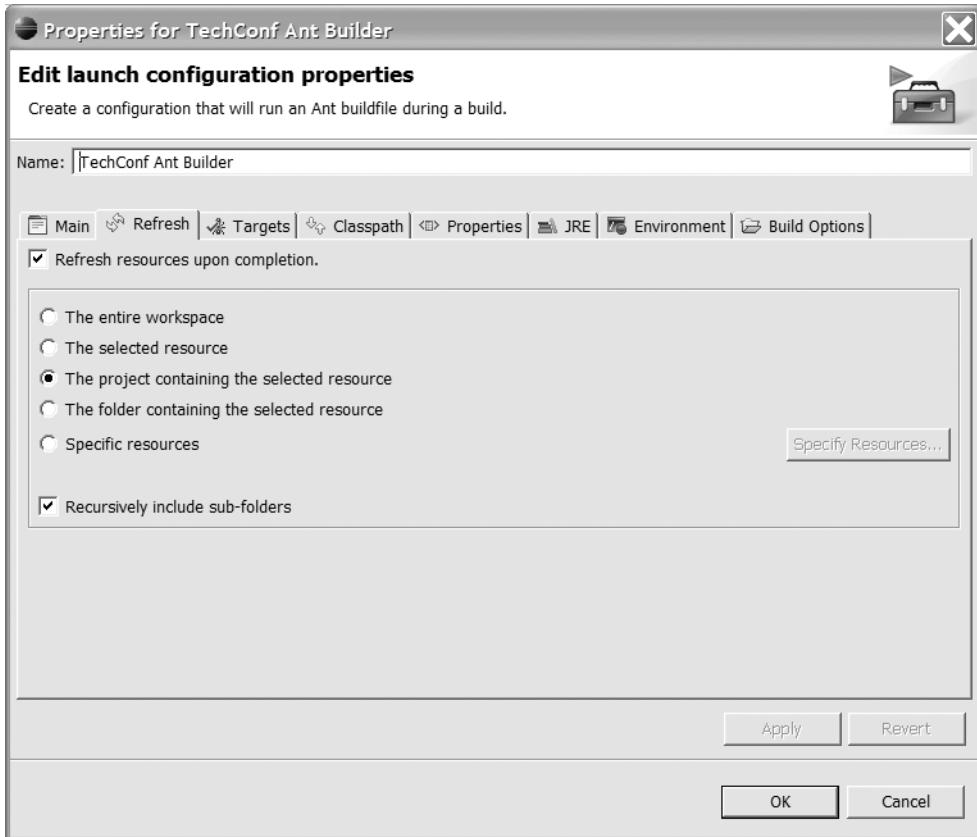 Properties for TechConf Ant Builder
Edit launch configuration properties
Create a configuration that will run an Ant buildfile during a build.
Name: TechConf Ant Builder
Main Refresh Targets Classpath Properties JRE Environment Build Options
Refresh resources upon completion.
The entire workspace
The selected resource
The project containing the selected resource
The folder containing the selected resource
Specific resources Specify Resources...
Recursively include sub-folders
Apply Revert
OK Cancel